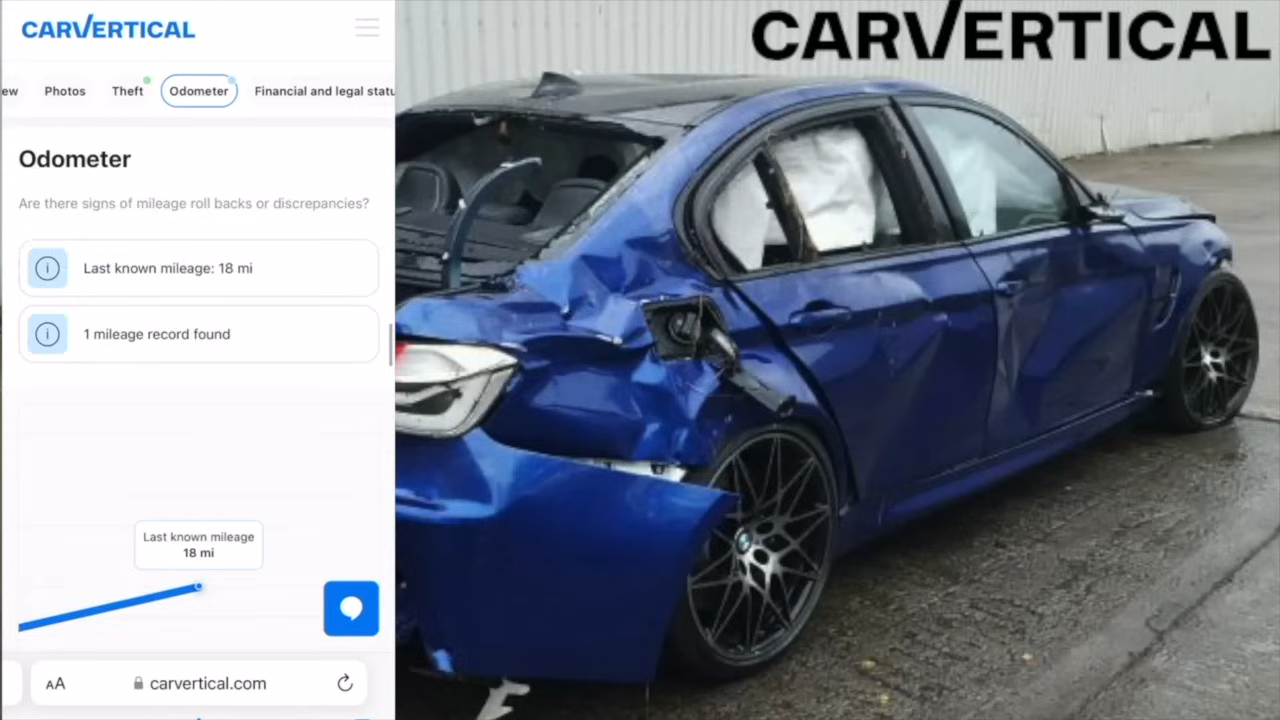 CARVERTICAL
ew
Photos
Theft
Odometer
Financial and legal statu
Odometer
Are there signs of mileage roll backs or discrepancies?
Last known mileage: 18 mi
1 mileage record found
Last known mileage
18 mi
AA
carvertical.com
CARVERTICAL